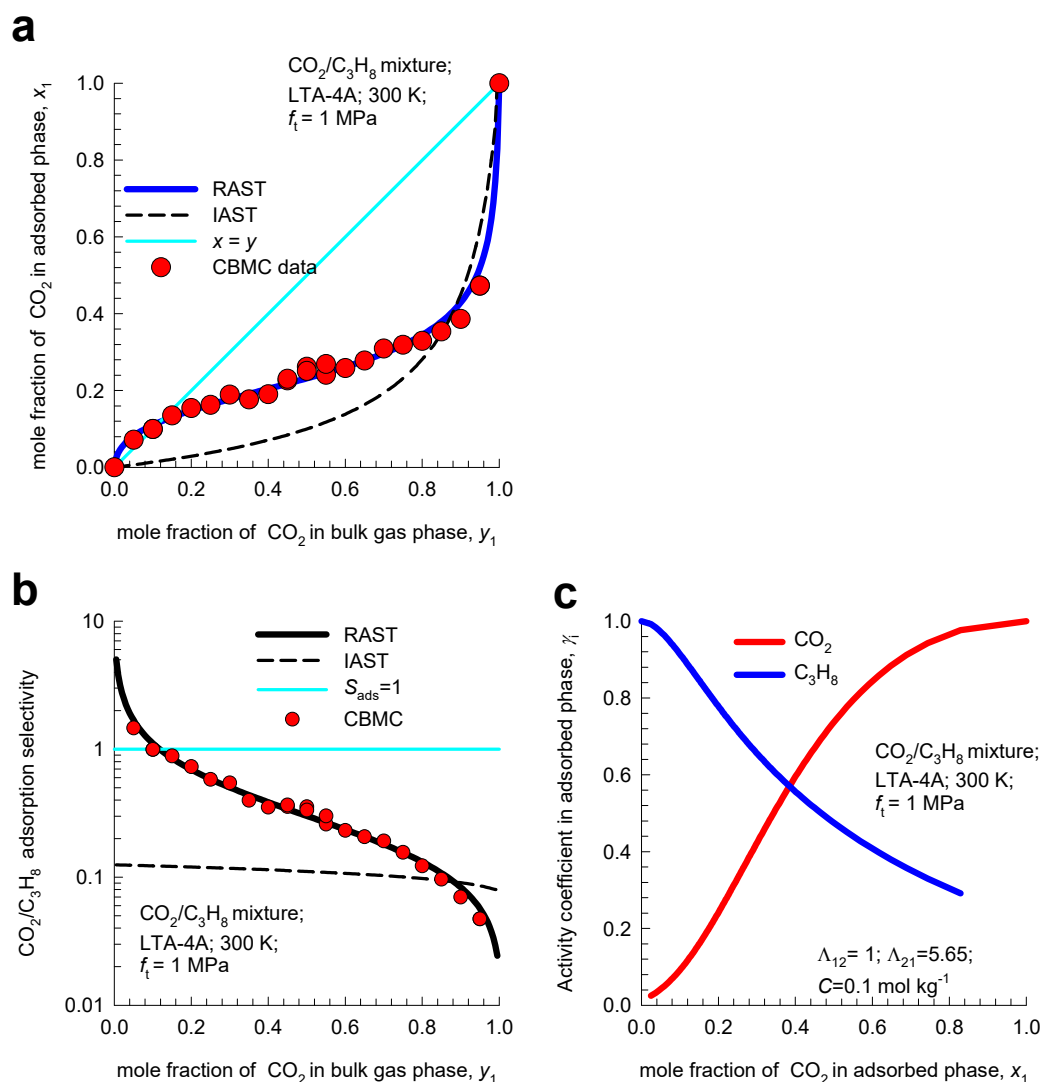 a
CO₂/C₃H₈ mixture;
LTA-4A; 300 K;
fₜ = 1 MPa
RAST
IAST
x = y
CBMC data
mole fraction of CO₂ in adsorbed phase, x₁
1.0
0.8
0.6
0.4
0.2
0.0
0.0 0.2 0.4 0.6 0.8 1.0
mole fraction of CO₂ in bulk gas phase, y₁
b
RAST
IAST
S_ads=1
CBMC
CO₂/C₃H₈ adsorption selectivity
10
1
0.1
0.01
CO₂/C₃H₈ mixture;
LTA-4A; 300 K;
fₜ = 1 MPa
0.0 0.2 0.4 0.6 0.8 1.0
mole fraction of CO₂ in bulk gas phase, y₁
c
CO₂
C₃H₈
Activity coefficient in adsorbed phase, γᵢ
1.0
0.8
0.6
0.4
0.2
0.0
CO₂/C₃H₈ mixture;
LTA-4A; 300 K;
fₜ = 1 MPa
Λ₁₂= 1; Λ₂₁=5.65;
C=0.1 mol kg⁻¹
0.0 0.2 0.4 0.6 0.8 1.0
mole fraction of CO₂ in adsorbed phase, x₁